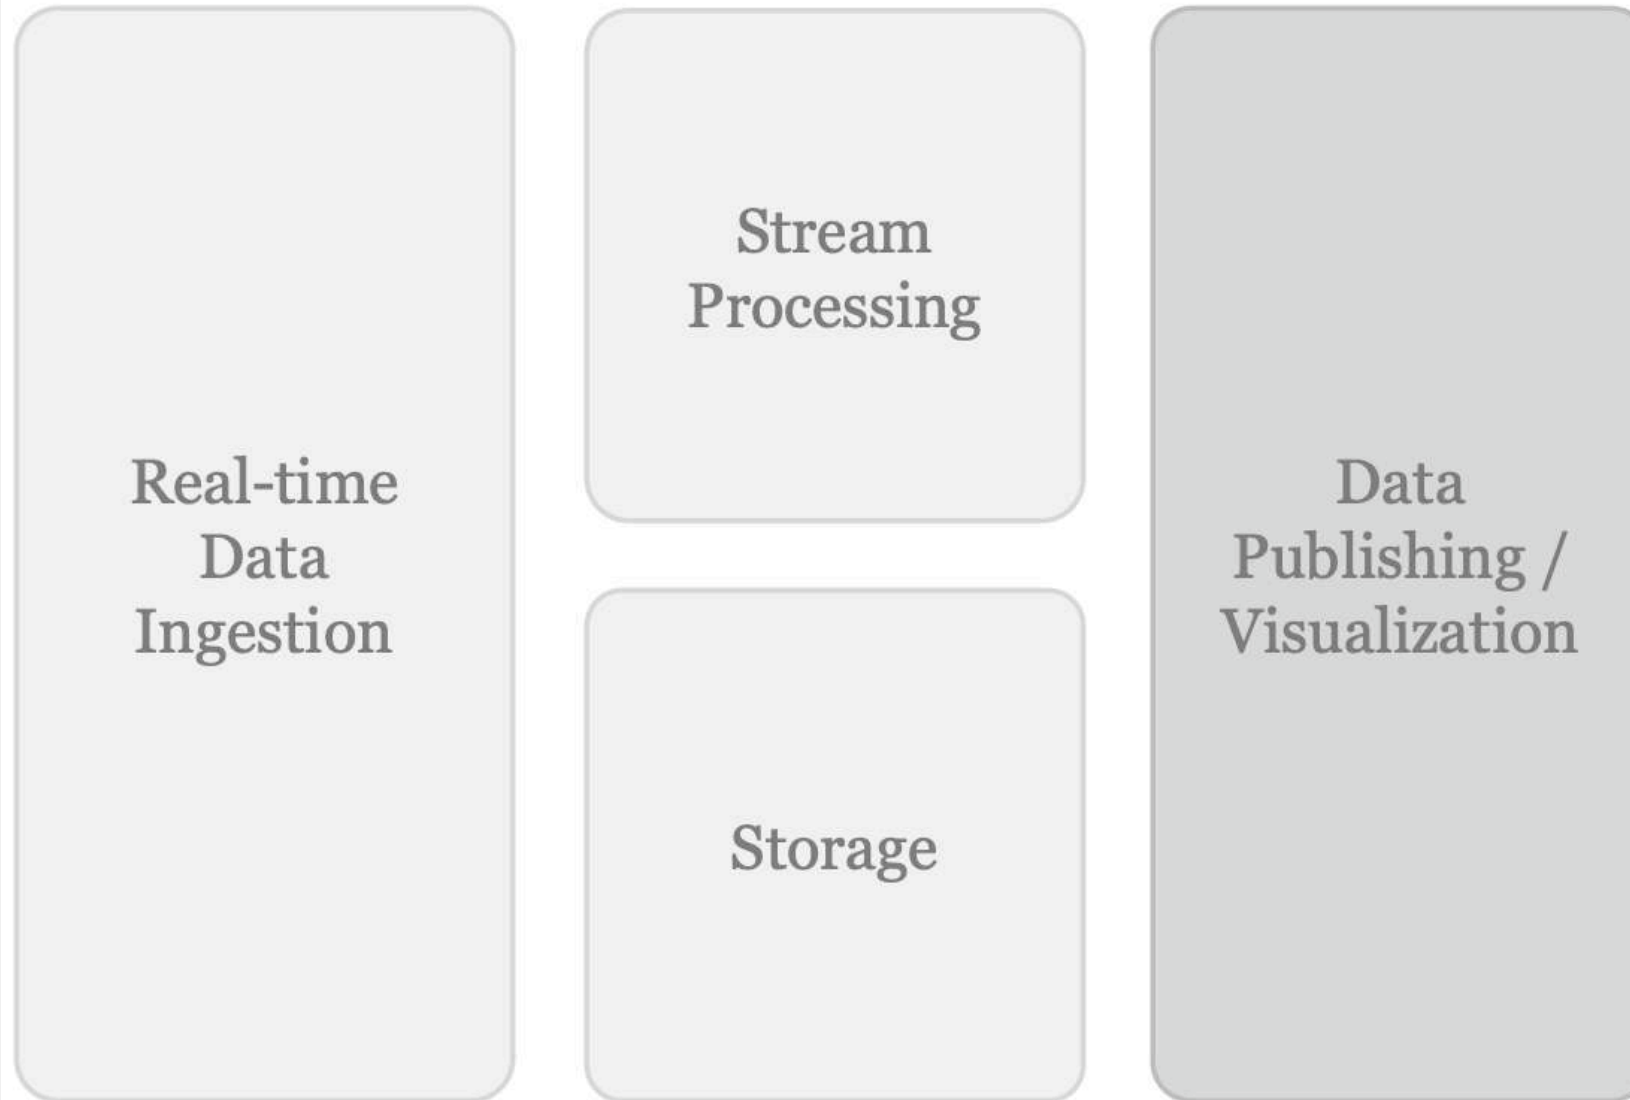 Real-time
Data
Ingestion
Stream
Processing
Storage
Data
Publishing /
Visualization